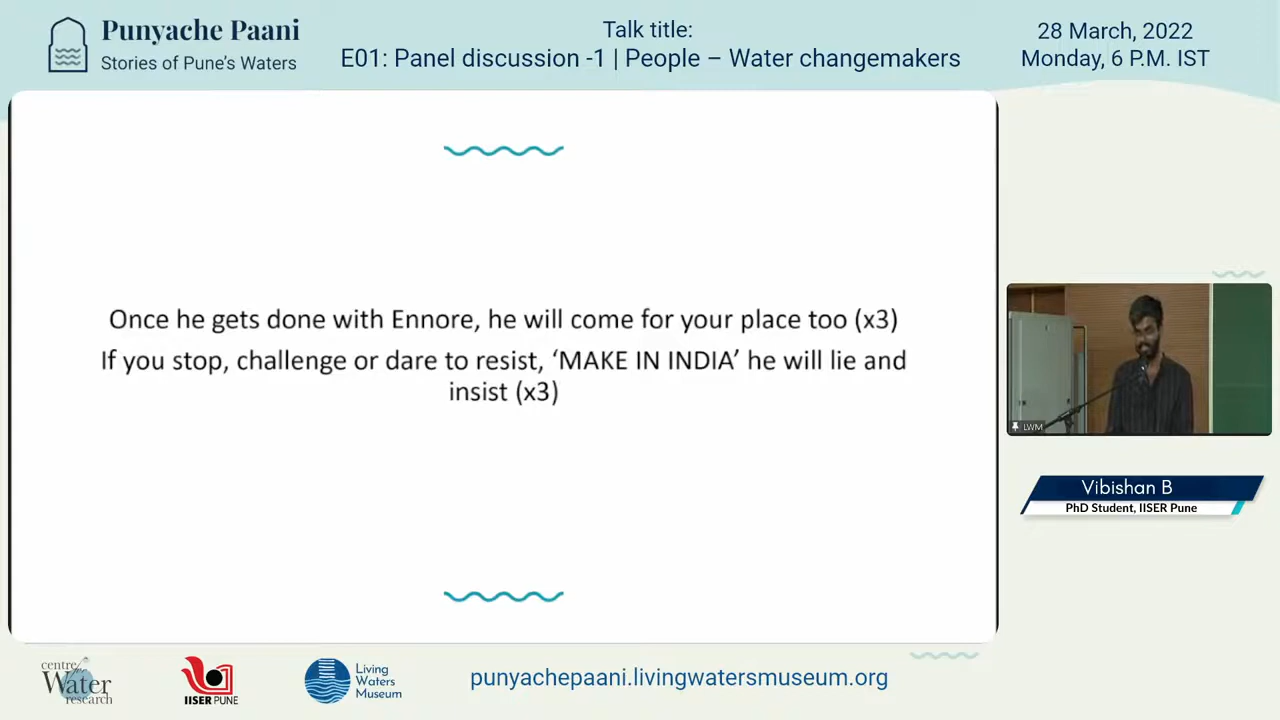 Punyache Paani
Stories of Pune's Waters
Talk title:
E01: Panel discussion -1 | People – Water changemakers
28 March, 2022
Monday, 6 P.M. IST
Once he gets done with Ennore, he will come for your place too (x3)
If you stop, challenge or dare to resist, ‘MAKE IN INDIA’ he will lie and
insist (x3)
LWM
Vibishan B
PhD Student, IISER Pune
centre for
Water
research
IISER PUNE
Living
Waters
Museum
punyachepaani.livingwatersmuseum.org